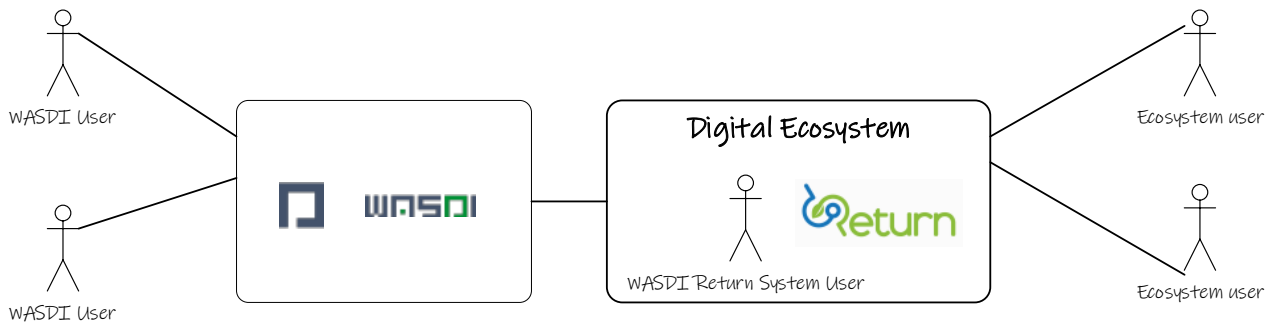 WASDI User
Ecosystem user
Digital Ecosystem
WASDI
Return
WASDI Return System User
WASDI User
Ecosystem user